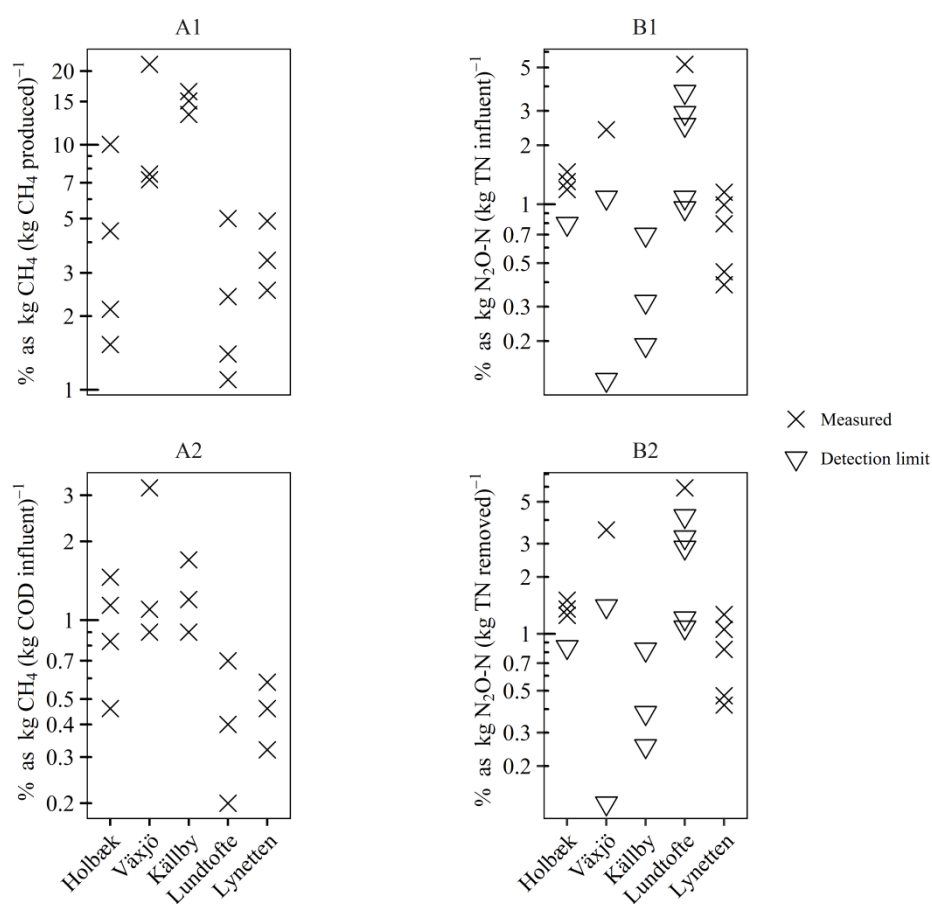 A1
% as kg CH₄ (kg CH₄ produced)⁻¹
20
15
10
7
5
3
2
1
B1
% as kg N₂O-N (kg TN influent)⁻¹
5
3
2
1
0.7
0.5
0.3
0.2
× Measured
▽ Detection limit
A2
% as kg CH₄ (kg COD influent)⁻¹
3
2
1
0.7
0.5
0.4
0.3
0.2
Holbæk
Växjö
Källby
Lundtofte
Lynetten
B2
% as kg N₂O-N (kg TN removed)⁻¹
5
3
2
1
0.7
0.5
0.3
0.2
Holbæk
Växjö
Källby
Lundtofte
Lynetten